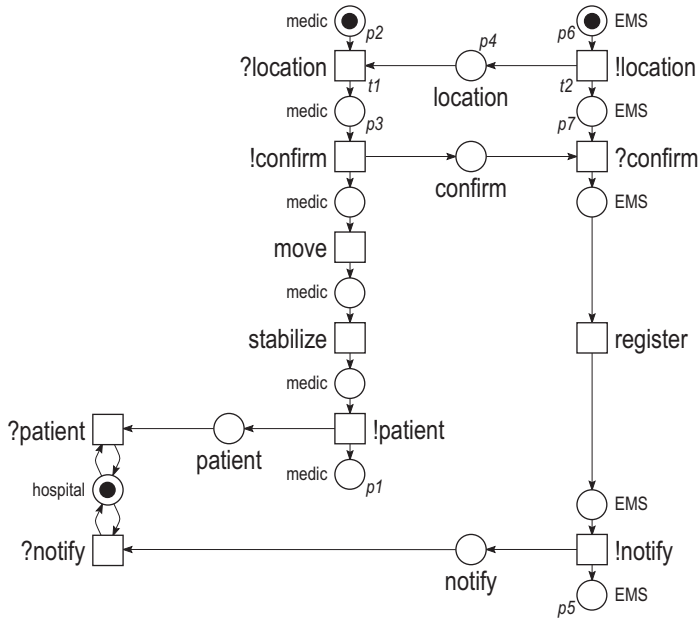 medic p2 p4 p6 EMS
?location !location
t1 location t2
medic p3 p7 EMS
!confirm ?confirm
confirm
medic EMS
move
medic
stabilize register
medic
?patient !patient
patient
medic p1
hospital EMS
?notify !notify
notify
p5 EMS